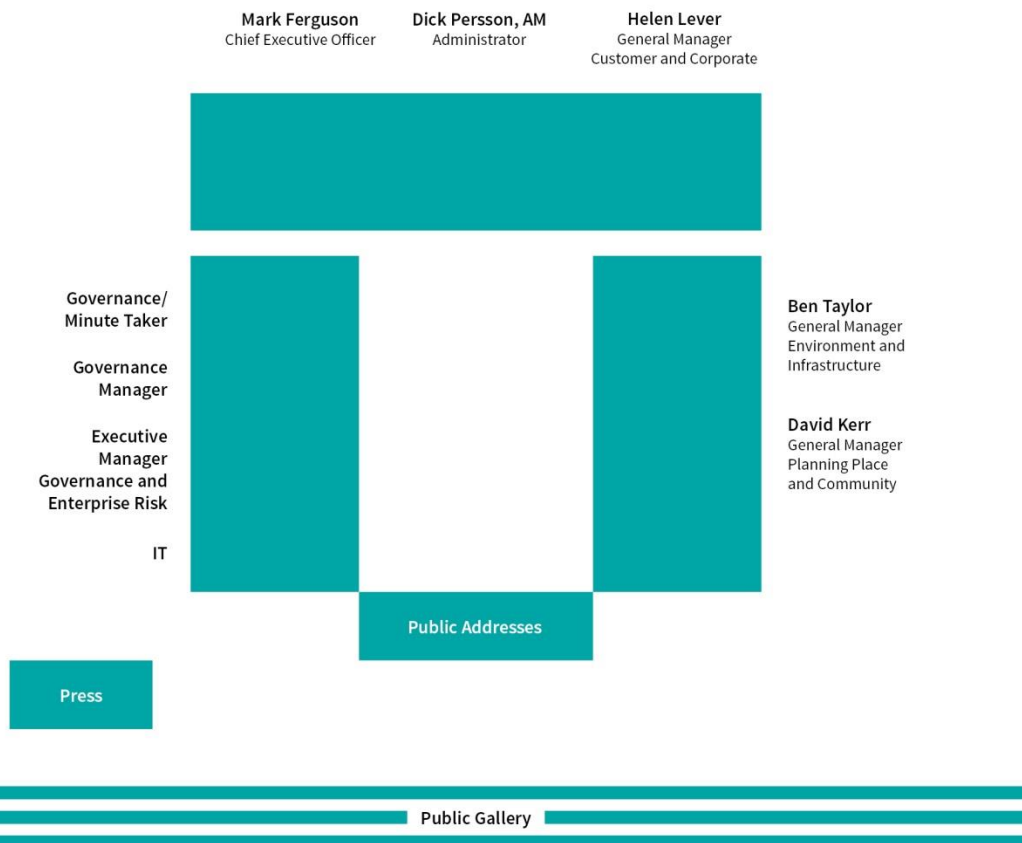 Mark Ferguson
Chief Executive Officer
Dick Persson, AM
Administrator
Helen Lever
General Manager
Customer and Corporate
Governance/
Minute Taker
Governance
Manager
Executive
Manager
Governance and
Enterprise Risk
IT
Ben Taylor
General Manager
Environment and
Infrastructure
David Kerr
General Manager
Planning Place
and Community
Public Addresses
Press
Public Gallery